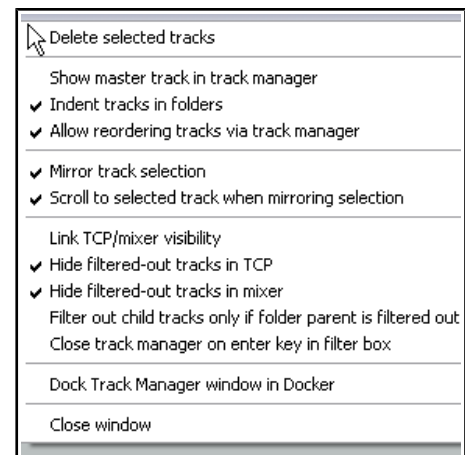 Delete selected tracks
Show master track in track manager
Indent tracks in folders
Allow reordering tracks via track manager
Mirror track selection
Scroll to selected track when mirroring selection
Link TCP/mixer visibility
Hide filtered-out tracks in TCP
Hide filtered-out tracks in mixer
Filter out child tracks only if folder parent is filtered out
Close track manager on enter key in filter box
Dock Track Manager window in Docker
Close window